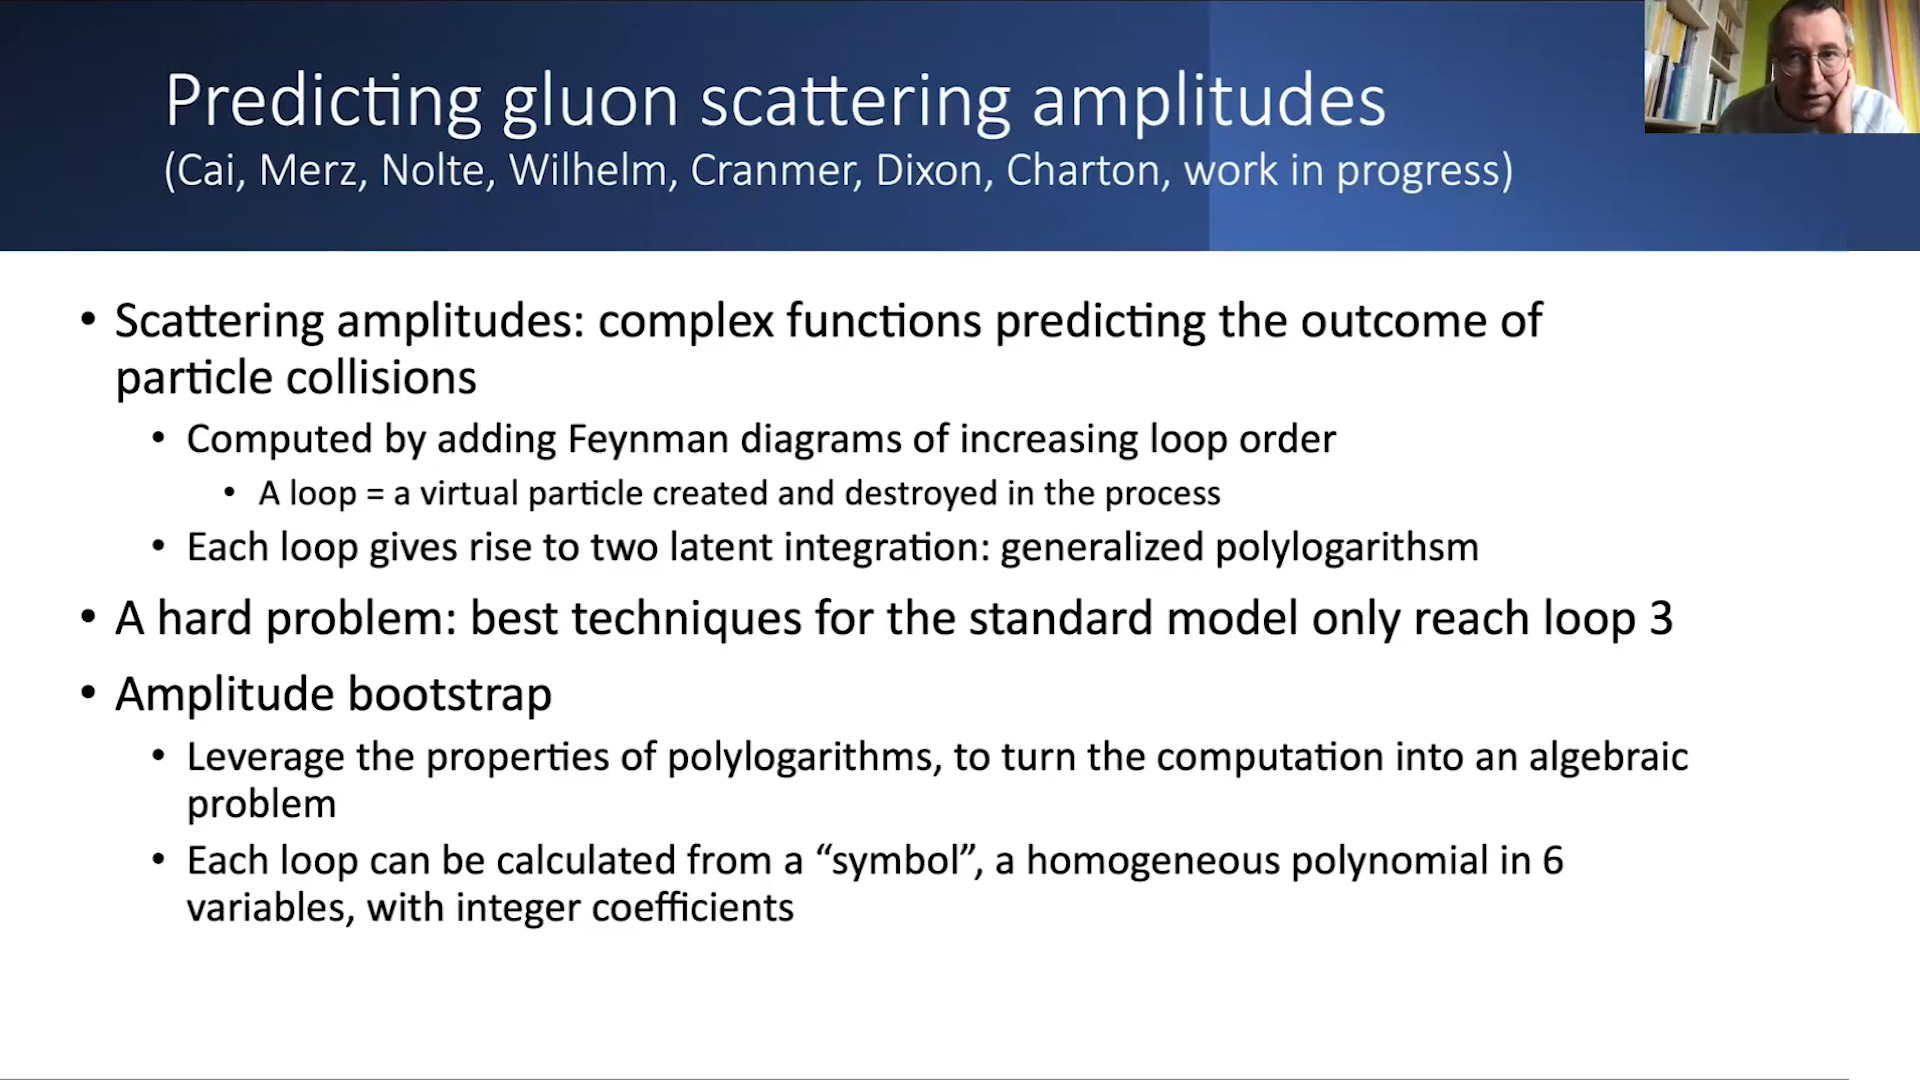 Predicting gluon scattering amplitudes
(Cai, Merz, Nolte, Wilhelm, Cranmer, Dixon, Charton, work in progress)
• Scattering amplitudes: complex functions predicting the outcome of
particle collisions
• Computed by adding Feynman diagrams of increasing loop order
• A loop = a virtual particle created and destroyed in the process
• Each loop gives rise to two latent integration: generalized polylogarithsm
• A hard problem: best techniques for the standard model only reach loop 3
• Amplitude bootstrap
• Leverage the properties of polylogarithms, to turn the computation into an algebraic
problem
• Each loop can be calculated from a “symbol”, a homogeneous polynomial in 6
variables, with integer coefficients